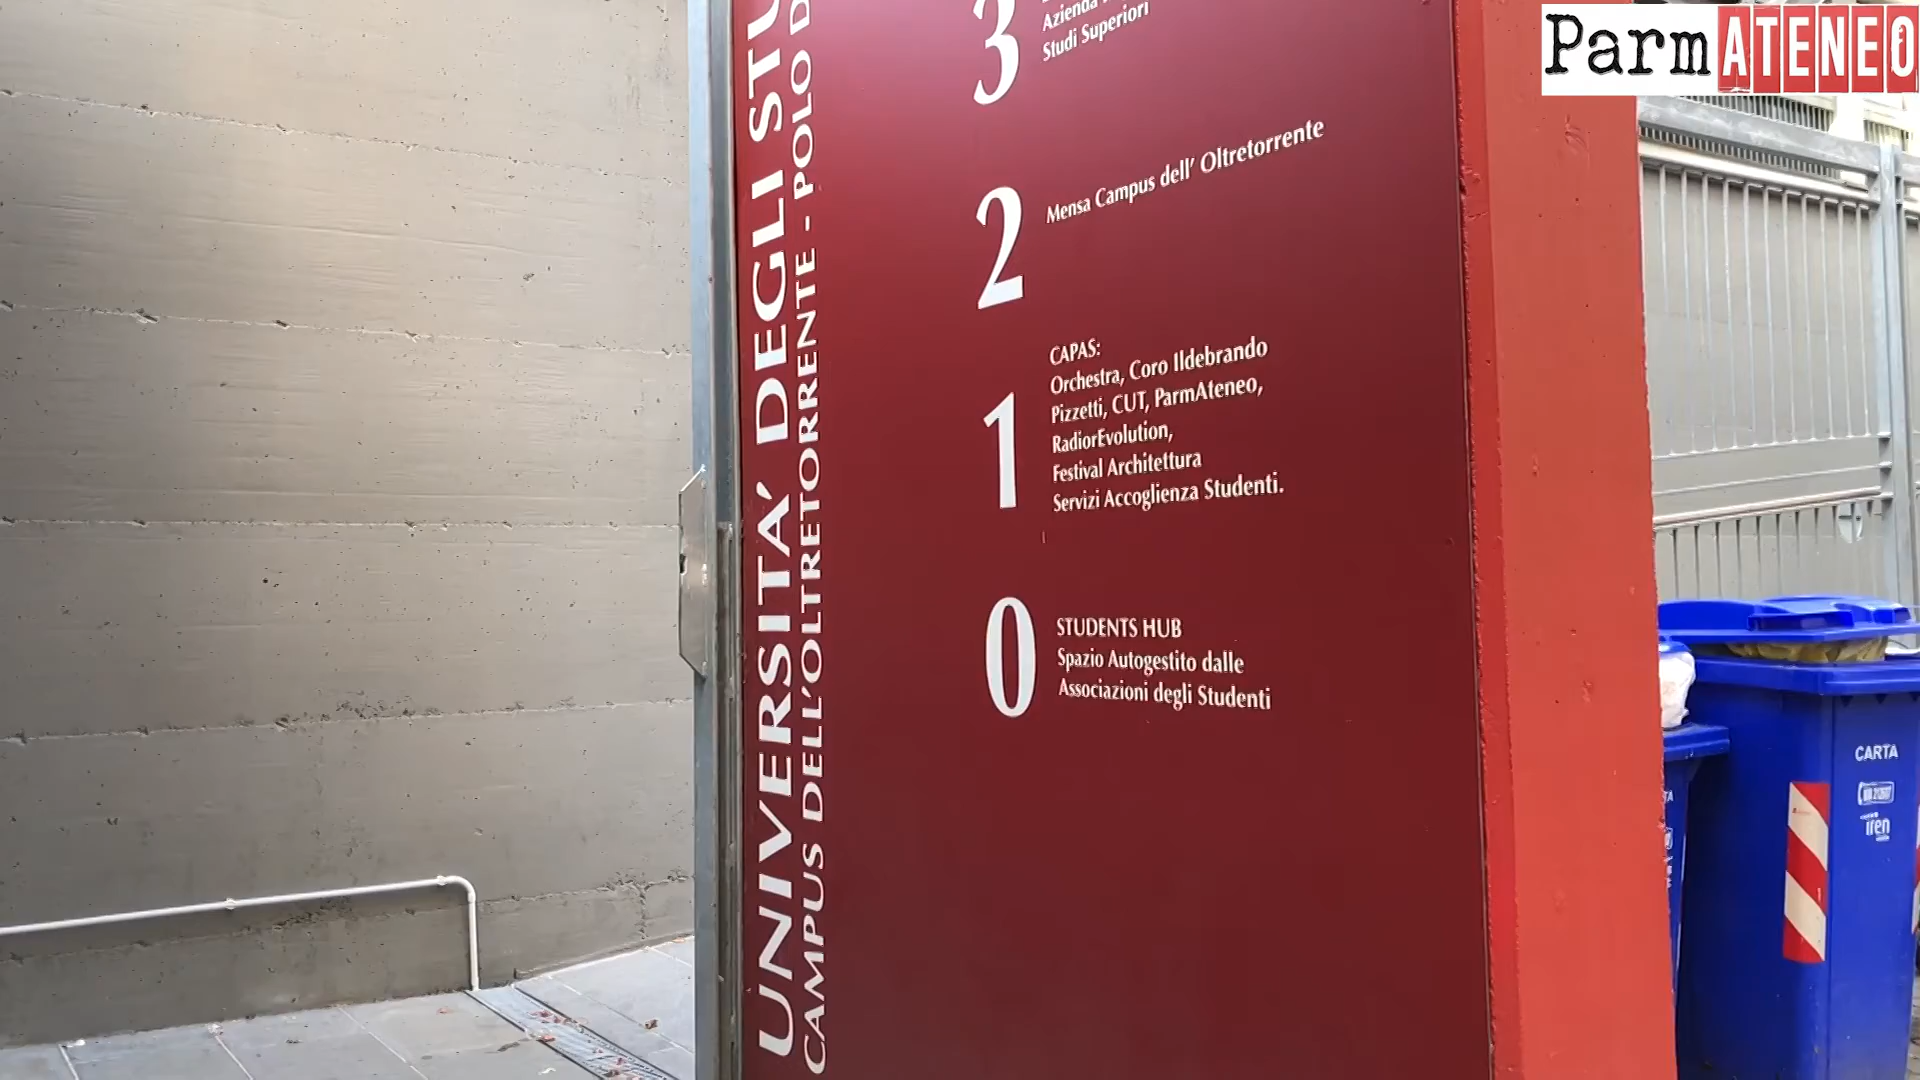 ParmATENEO
UNIVERSITA' DEGLI
CAMPUS DELL'OLTRETORRENTE - POLO
3
Azienda
Studi Superiori
2
Mensa Campus dell' Oltretorrente
1
CAPAS:
Orchestra, Coro Ildebrando
Pizzetti, CUT, ParmAteneo,
RadiorEvolution,
Festival Architettura
Servizi Accoglienza Studenti.
0
STUDENTS HUB
Spazio Autogestito dalle
Associazioni degli Studenti
CARTA
iren